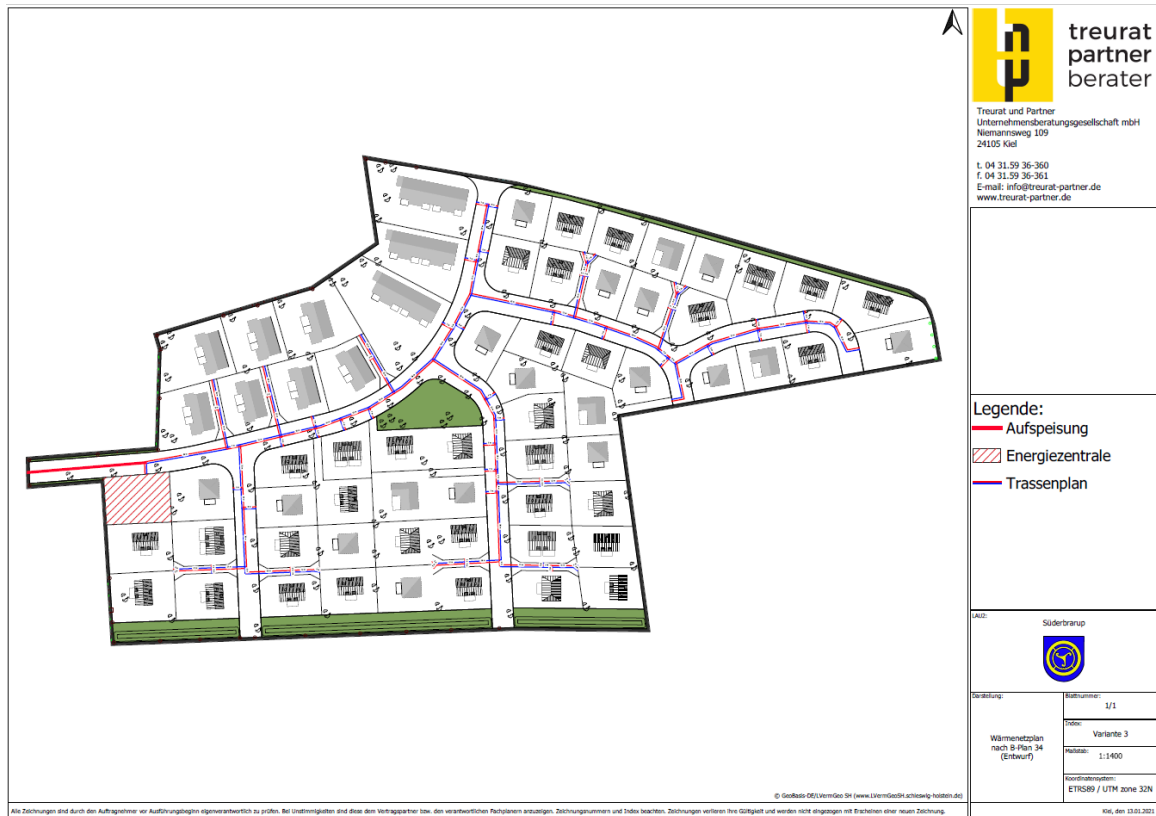 treurat
partner
berater
Treurat und Partner
Unternehmensberatungsgesellschaft mbH
Niemannsweg 109
24105 Kiel
t. 04 31.59 36-360
f. 04 31.59 36-361
E-mail: info@treurat-partner.de
www.treurat-partner.de
Legende:
Aufspeisung
Energiezentrale
Trassenplan
LAU2:
Süderbrarup
Darstellung:
Wärmenetzplan
nach B-Plan 34
(Entwurf)
Blattnummer:
1/1
Index:
Variante 3
Maßstab:
1:1400
Koordinatensystem:
ETRS89 / UTM zone 32N
© GeoBasis-DE/LVermGeo SH (www.LVermGeoSH.schleswig-holstein.de)
Alle Zeichnungen sind durch den Auftragnehmer vor Ausführungsbeginn eigenverantwortlich zu prüfen. Bei Unstimmigkeiten sind diese dem Vertragspartner bzw. den verantwortlichen Fachplanern anzuzeigen. Zeichnungsnummern und Index beachten. Zeichnungen verlieren ihre Gültigkeit und werden nicht eingezogen mit Erscheinen einer neuen Zeichnung.
Kiel, den 13.01.2021